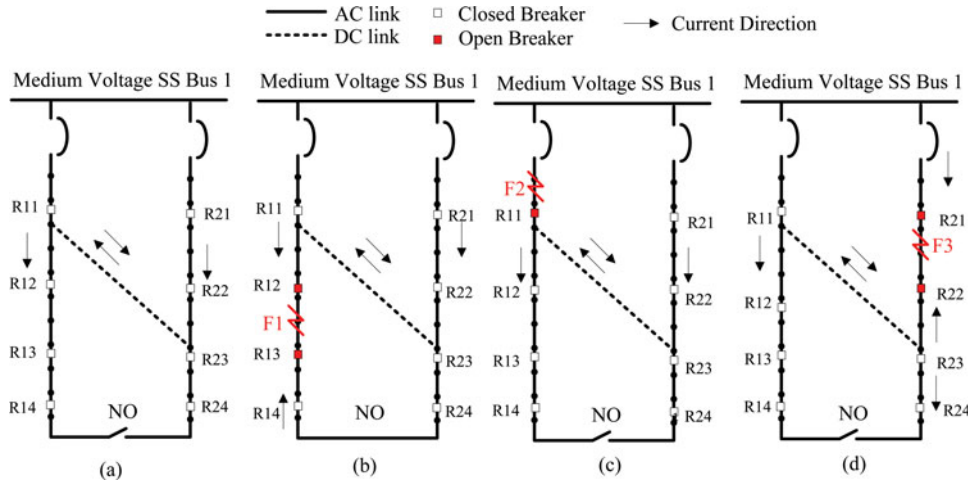 AC link
DC link
Closed Breaker
Open Breaker
Current Direction
Medium Voltage SS Bus 1
R11
R12
R13
R14
R21
R22
R23
R24
NO
(a)
Medium Voltage SS Bus 1
R11
R12
F1
R13
R14
R21
R22
R23
R24
NO
(b)
Medium Voltage SS Bus 1
F2
R11
R12
R13
R14
R21
R22
R23
R24
NO
(c)
Medium Voltage SS Bus 1
R11
R12
R13
R14
R21
F3
R22
R23
R24
NO
(d)